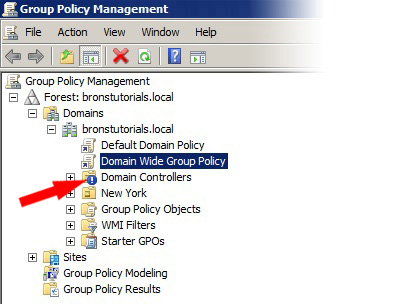 Group Policy Management
File Action View Window Help
Group Policy Management
Forest: bronstutorials.local
Domains
bronstutorials.local
Default Domain Policy
Domain Wide Group Policy
Domain Controllers
New York
Group Policy Objects
WMI Filters
Starter GPOs
Sites
Group Policy Modeling
Group Policy Results